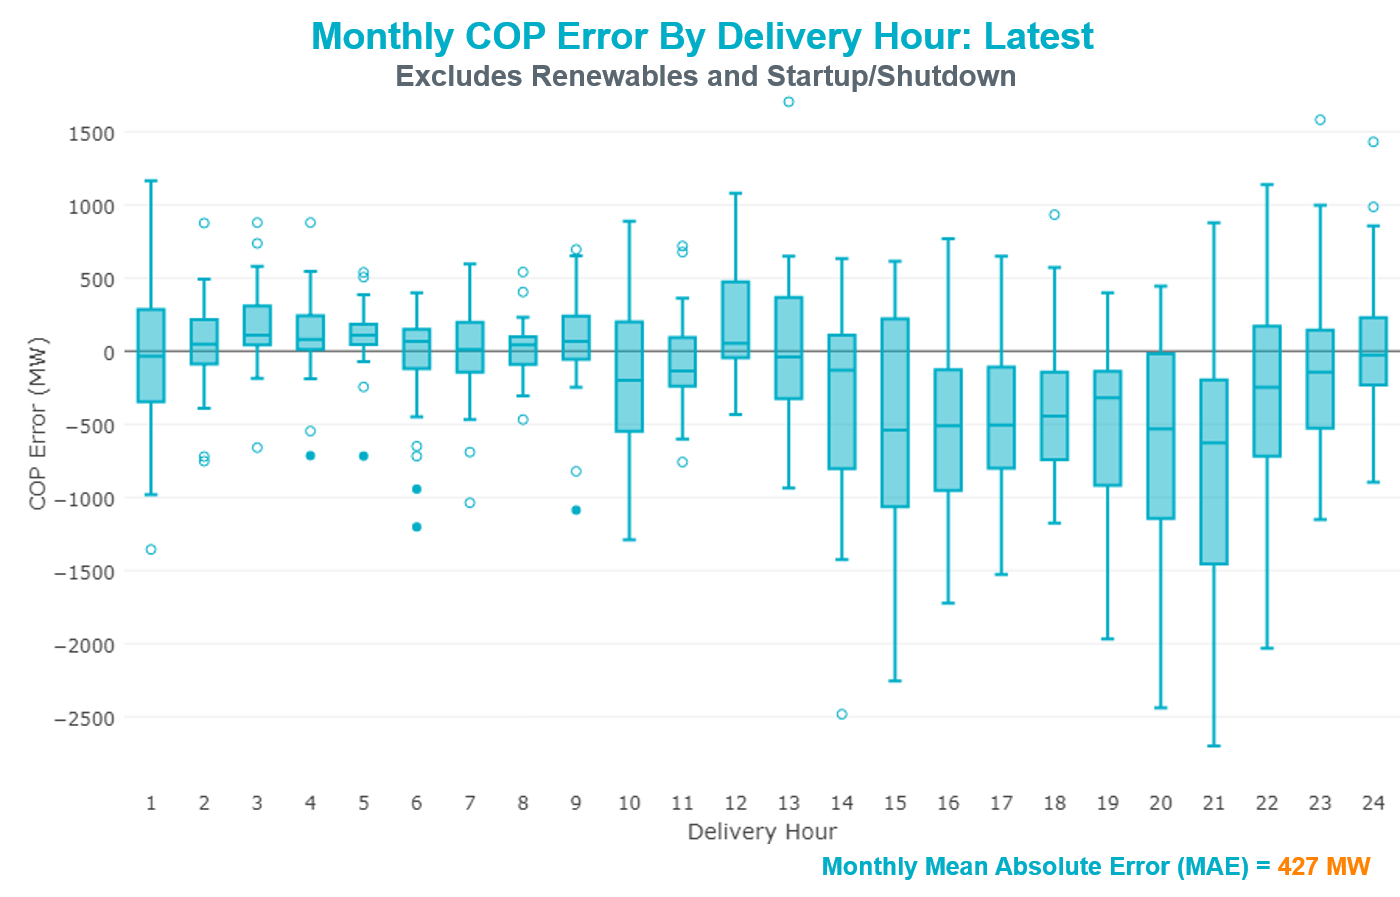 Monthly COP Error By Delivery Hour: Latest
Excludes Renewables and Startup/Shutdown
1500
1000
500
0
−500
−1000
−1500
−2000
−2500
COP Error (MW)
1 2 3 4 5 6 7 8 9 10 11 12 13 14 15 16 17 18 19 20 21 22 23 24
Delivery Hour
Monthly Mean Absolute Error (MAE) = 427 MW